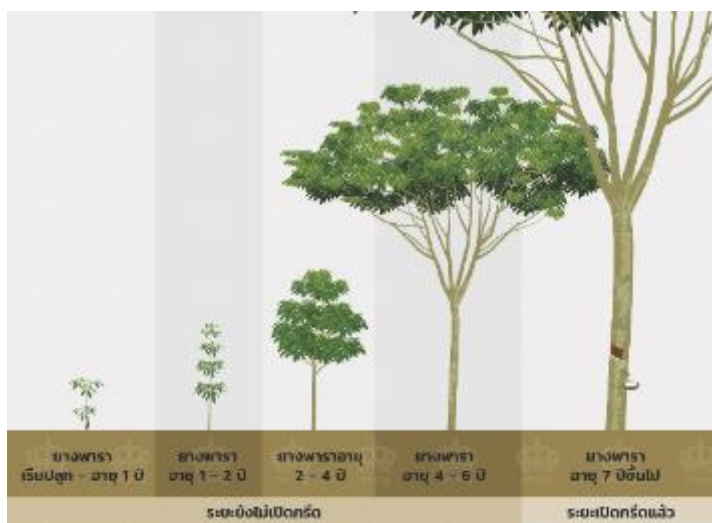 ยางพารา
เริ่มปลูก - อายุ 1 ปี
ยางพารา
อายุ 1 - 2 ปี
ยางพาราอายุ
2 - 4 ปี
ยางพารา
อายุ 4 - 6 ปี
ยางพารา
อายุ 7 ปีขึ้นไป
ระยะยังไม่เปิดกรีด
ระยะเปิดกรีดแล้ว